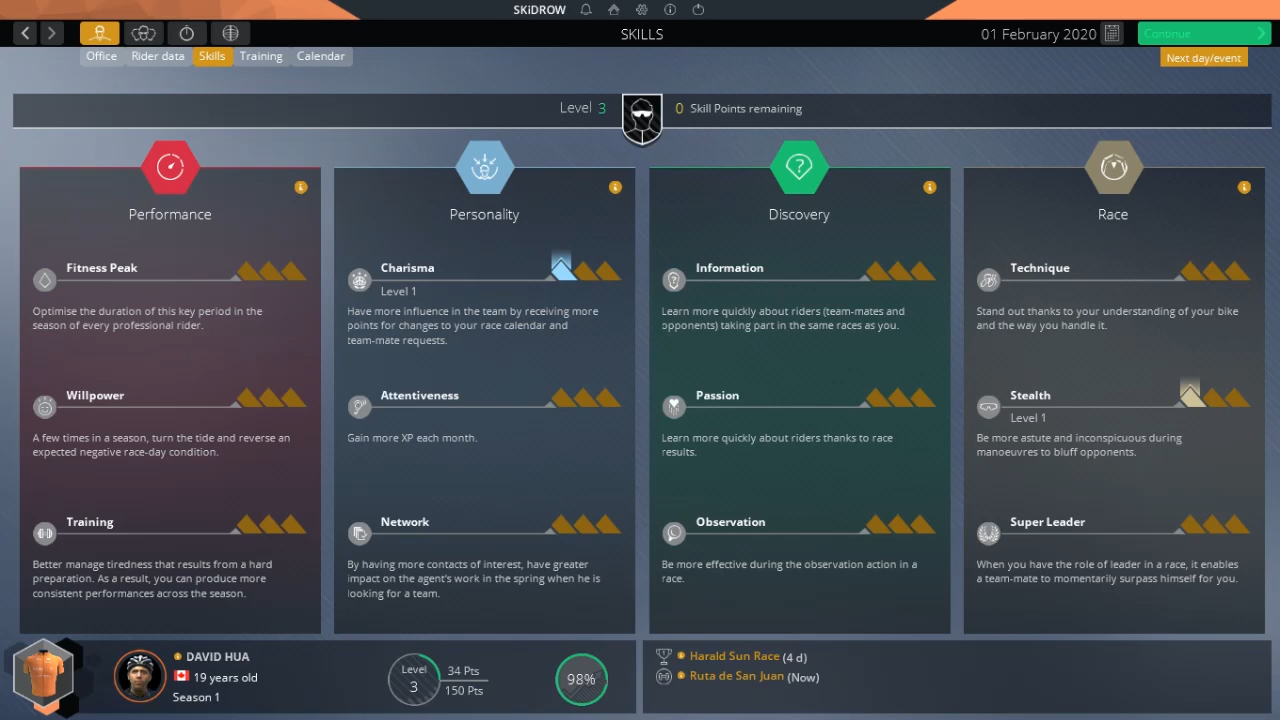 SKiDROW
SKILLS
01 February 2020
Continue
Office
Rider data
Skills
Training
Calendar
Next day/event
Level 3
0 Skill Points remaining
Performance
Fitness Peak
Optimise the duration of this key period in the
season of every professional rider.
Willpower
A few times in a season, turn the tide and reverse an
expected negative race-day condition.
Training
Better manage tiredness that results from a hard
preparation. As a result, you can produce more
consistent performances across the season.
Personality
Charisma
Level 1
Have more influence in the team by receiving more
points for changes to your race calendar and
team-mate requests.
Attentiveness
Gain more XP each month.
Network
By having more contacts of interest, have greater
impact on the agent's work in the spring when he is
looking for a team.
Discovery
Information
Learn more quickly about riders (team-mates and
opponents) taking part in the same races as you.
Passion
Learn more quickly about riders thanks to race
results.
Observation
Be more effective during the observation action in a
race.
Race
Technique
Stand out thanks to your understanding of your bike
and the way you handle it.
Stealth
Level 1
Be more astute and inconspicuous during
manoeuvres to bluff opponents.
Super Leader
When you have the role of leader in a race, it enables
a team-mate to momentarily surpass himself for you.
DAVID HUA
19 years old
Season 1
Level
3
34 Pts
150 Pts
98%
Harald Sun Race (4 d)
Ruta de San Juan (Now)